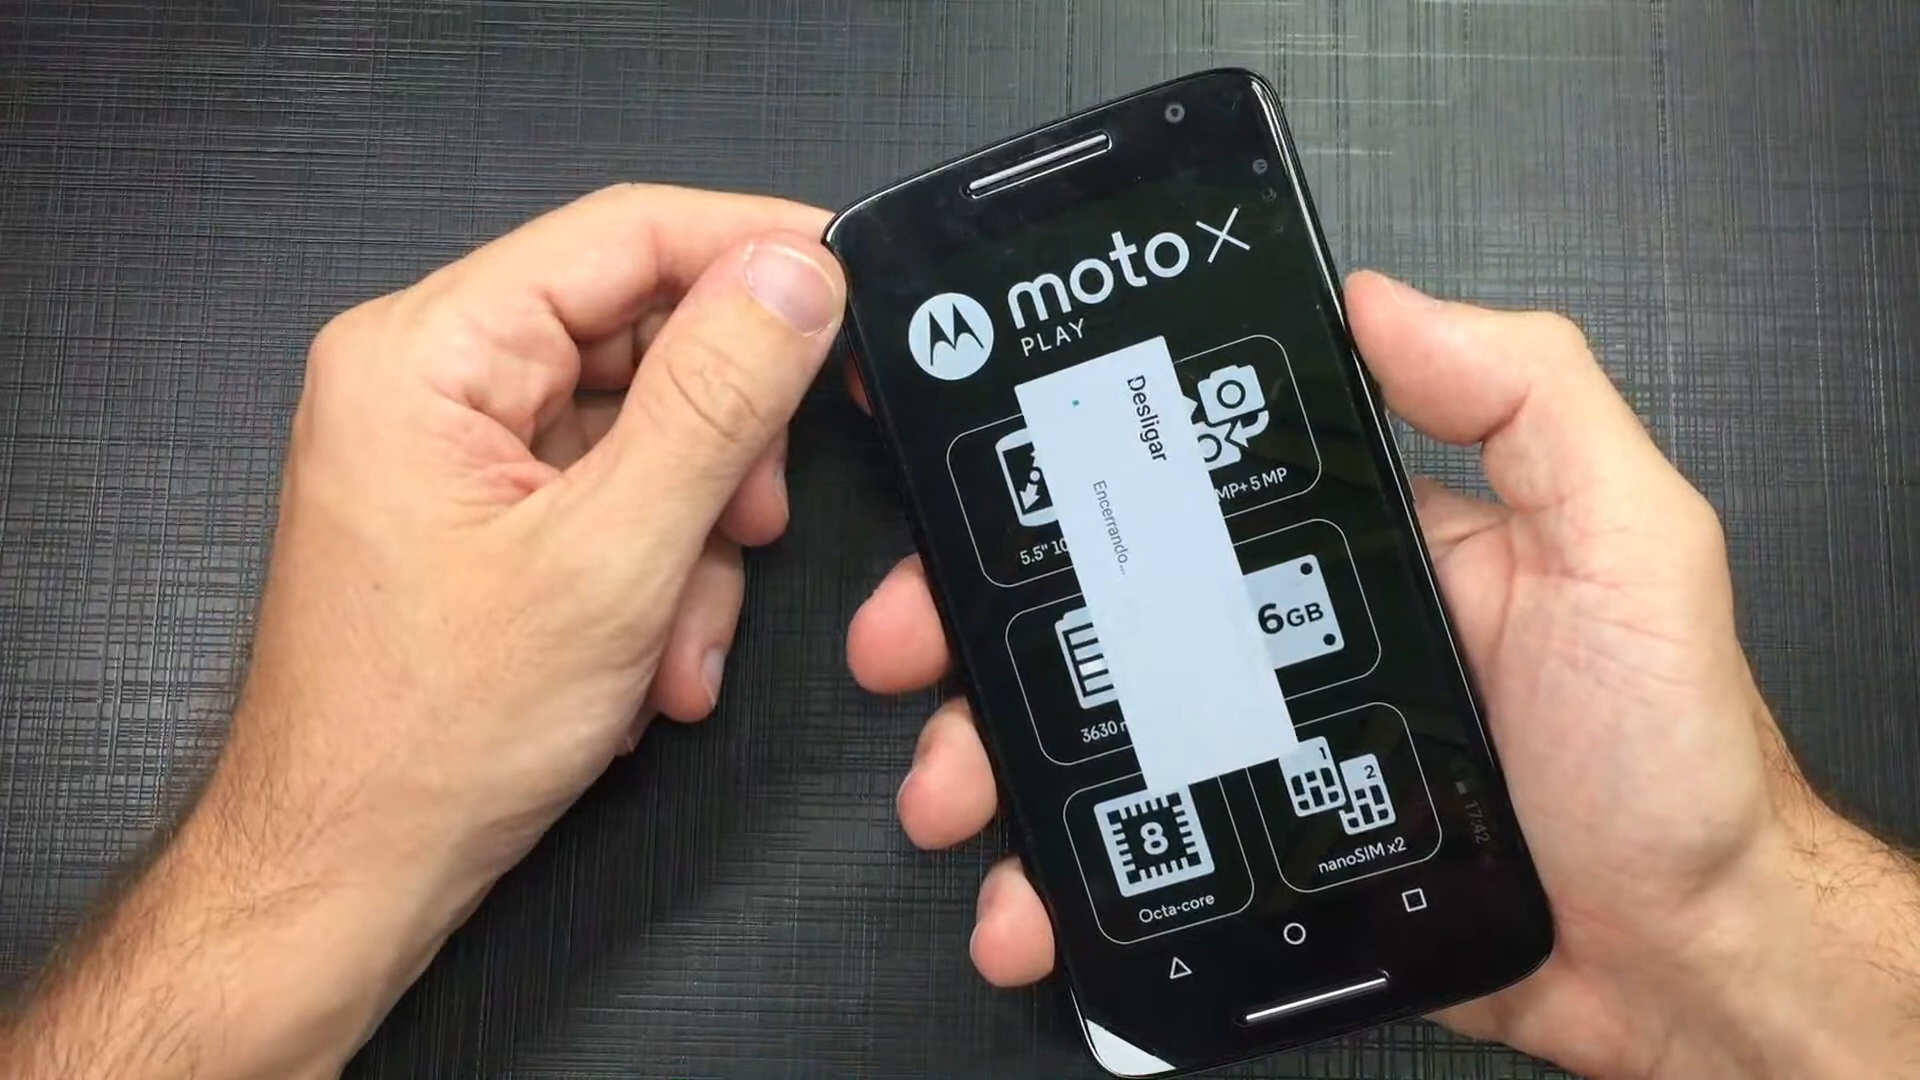 moto X
PLAY
Desligar
Encerrando...
MP+5 MP
5.5" 10
6GB
3630
1
2
8
nanoSIM x2
Octa-core
17:42